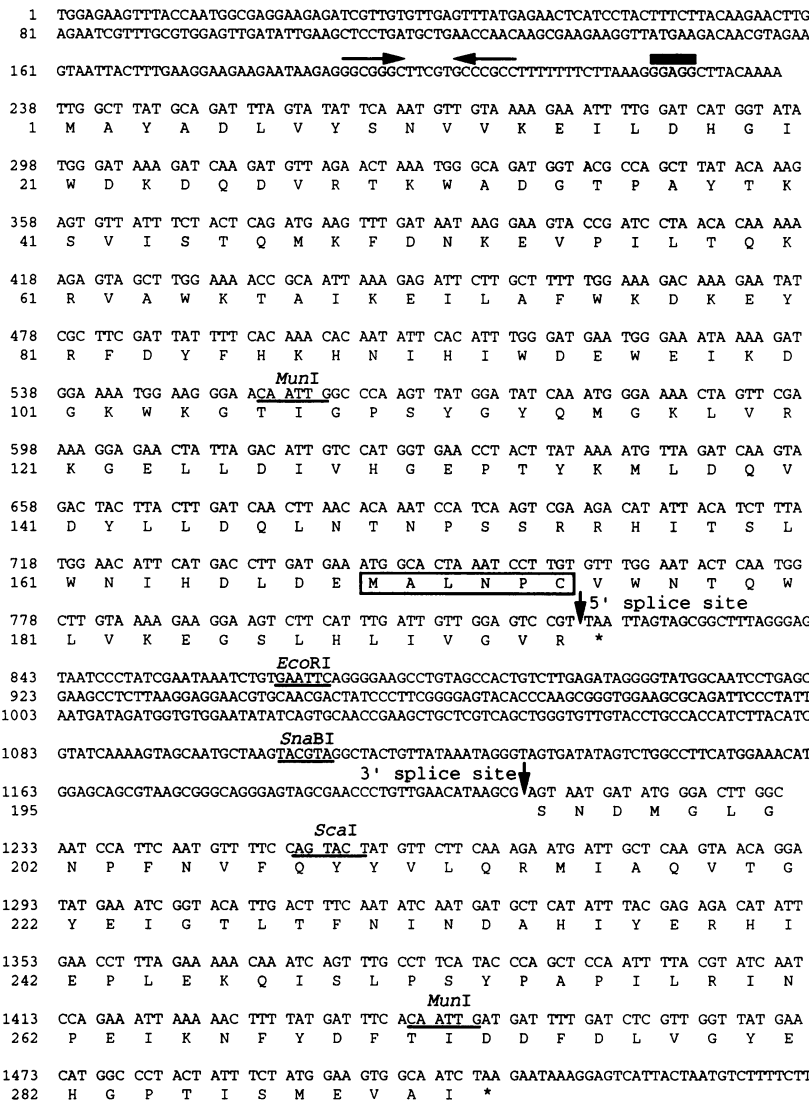 1 TGGAGAAGTTTACCAATGGCGAGGAAGAGATCGTTGTGTTGAGTTTATGAGAACTCATCCTACTTTCTTACAAGAACTTG
81 AGAATCGTTTGCGTGGAGTTGATATTGAAGCTCCTGATGCTGAACCAACAAGCGAAGAAGGTTATGAAGACAACGTAGAA
161 GTAATTACTTTGAAGGAAGAAGAATAAGAGGGCGGGCTTCGTGCCCGCCTTTTTTTCTTAAAGGGAGGCTTACAAAA
238 TTG GCT TAT GCA GAT TTA GTA TAT TCA AAT GTT GTA AAA GAA ATT TTG GAT CAT GGT ATA
1 M A Y A D L V Y S N V V K E I L D H G I
298 TGG GAT AAA GAT CAA GAT GTT AGA ACT AAA TGG GCA GAT GGT ACG CCA GCT TAT ACA AAG
21 W D K D Q D V R T K W A D G T P A Y T K
358 AGT GTT ATT TCT ACT CAG ATG AAG TTT GAT AAT AAG GAA GTA CCG ATC CTA ACA CAA AAA
41 S V I S T Q M K F D N K E V P I L T Q K
418 AGA GTA GCT TGG AAA ACC GCA ATT AAA GAG ATT CTT GCT TTT TGG AAA GAC AAA GAA TAT
61 R V A W K T A I K E I L A F W K D K E Y
478 CGC TTC GAT TAT TTT CAC AAA CAC AAT ATT CAC ATT TGG GAT GAA TGG GAA ATA AAA GAT
81 R F D Y F H K H N I H I W D E W E I K D
MunI
538 GGA AAA TGG AAG GGA ACA ATT GGC CCA AGT TAT GGA TAT CAA ATG GGA AAA CTA GTT CGA
101 G K W K G T I G P S Y G Y Q M G K L V R
598 AAA GGA GAA CTA TTA GAC ATT GTC CAT GGT GAA CCT ACT TAT AAA ATG TTA GAT CAA GTA
121 K G E L L D I V H G E P T Y K M L D Q V
658 GAC TAC TTA CTT GAT CAA CTT AAC ACA AAT CCA TCA AGT CGA AGA CAT ATT ACA TCT TTA
141 D Y L L D Q L N T N P S S R R H I T S L
718 TGG AAC ATT CAT GAC CTT GAT GAA ATG GCA CTA AAT CCT TGT GTT TGG AAT ACT CAA TGG
161 W N I H D L D E M A L N P C V W N T Q W
5' splice site
778 CTT GTA AAA GAA GGA AGT CTT CAT TTG ATT GTT GGA GTC CGT TAA TTAGTAGCGGCTTTAGGGAG
181 L V K E G S L H L I V G V R *
EcoRI
843 TAATCCCTATCGAATAAATCTGTGAATTCAGGGGAAGCCTGTAGCCACTGTCTTGAGATAGGGGTATGGCAATCCTGAGC
923 GAAGCCTCTTAAGGAGGAACGTGCAACGACTATCCCTTCGGGGAGTACACCCAAGCGGGTGGAAGCGCAGATTCCCTATT
1003 AATGATAGATGGTGTGGAATATATCAGTGCAACCGAAGCTGCTCGTCAGCTGGGTGTTGTACCTGCCACCATCTTACATC
SnaBI
1083 GTATCAAAAGTAGCAATGCTAAGTACGTAGGCTACTGTTATAAATAGGGTAGTGATATAGTCTGGCCTTCATGGAAACAT
3' splice site
1163 GGAGCAGCGTAAGCGGGCAGGGAGTAGCGAACCCTGTTGAACATAAGCG AGT AAT GAT ATG GGA CTT GGC
195 S N D M G L G
ScaI
1233 AAT CCA TTC AAT GTT TTC CAG TAC TAT GTT CTT CAA AGA ATG ATT GCT CAA GTA ACA GGA
202 N P F N V F Q Y Y V L Q R M I A Q V T G
1293 TAT GAA ATC GGT ACA TTG ACT TTC AAT ATC AAT GAT GCT CAT ATT TAC GAG AGA CAT ATT
222 Y E I G T L T F N I N D A H I Y E R H I
1353 GAA CCT TTA GAA AAA CAA ATC AGT TTG CCT TCA TAC CCA GCT CCA ATT TTA CGT ATC AAT
242 E P L E K Q I S L P S Y P A P I L R I N
MunI
1413 CCA GAA ATT AAA AAC TTT TAT GAT TTC ACA ATT GAT GAT TTT GAT CTC GTT GGT TAT GAA
262 P E I K N F Y D F T I D D F D L V G Y E
1473 CAT GGC CCT ACT ATT TCT ATG GAA GTG GCA ATC TAA GAATAAAGGAGTCATTACTAATGTCTTTTCTT
282 H G P T I S M E V A I *